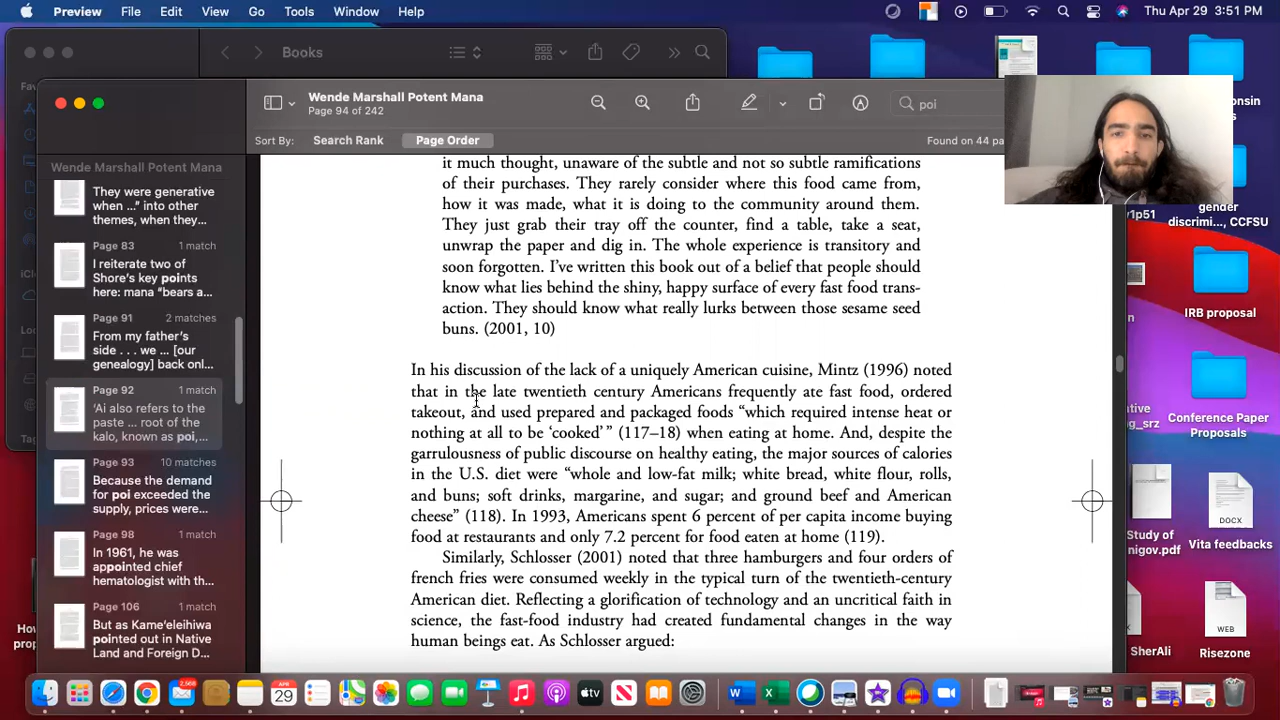 Finder File Edit View Go Tools Window Help
Thu Apr 29 3:51 PM
Books
Fav
iCl
Loc
Tag
How
po
Wende Marshall Potent Mana
Page 94 of 242
poi
Sort By: Search Rank Page Order Found on 44 pa
Wende Marshall Potent Mana
They were generative
when ..." into other
themes, when they...
Page 83 1 match
I reiterate two of
Shore's key points
here: mana "bears a...
Page 91 2 matches
From my father's
side . . . we ... [our
genealogy] back onl...
Page 92 1 match
'Ai also refers to the
paste ... root of the
kalo, known as poi,...
Page 93 10 matches
Because the demand
for poi exceeded the
supply, prices were...
Page 98 1 match
In 1961, he was
appointed chief
hematologist with th...
Page 106 1 match
But as Kame'eleihiwa
pointed out in Native
Land and Foreign D...
it much thought, unaware of the subtle and not so subtle ramifications
of their purchases. They rarely consider where this food came from,
how it was made, what it is doing to the community around them.
They just grab their tray off the counter, find a table, take a seat,
unwrap the paper and dig in. The whole experience is transitory and
soon forgotten. I've written this book out of a belief that people should
know what lies behind the shiny, happy surface of every fast food trans-
action. They should know what really lurks between those sesame seed
buns. (2001, 10)
In his discussion of the lack of a uniquely American cuisine, Mintz (1996) noted
that in the late twentieth century Americans frequently ate fast food, ordered
takeout, and used prepared and packaged foods “which required intense heat or
nothing at all to be ‘cooked’ ” (117–18) when eating at home. And, despite the
garrulousness of public discourse on healthy eating, the major sources of calories
in the U.S. diet were “whole and low-fat milk; white bread, white flour, rolls,
and buns; soft drinks, margarine, and sugar; and ground beef and American
cheese” (118). In 1993, Americans spent 6 percent of per capita income buying
food at restaurants and only 7.2 percent for food eaten at home (119).
Similarly, Schlosser (2001) noted that three hamburgers and four orders of
french fries were consumed weekly in the typical turn of the twentieth-century
American diet. Reflecting a glorification of technology and an uncritical faith in
science, the fast-food industry had created fundamental changes in the way
human beings eat. As Schlosser argued:
consin
y1p51
gender
discrimi..., CCFSU
IRB proposal
ting_srz
Conference Paper
Proposals
Study of
nigov.pdf
DOCX
Vita feedbacks
SherAli
WEB
Risezone
2,568
APR
29